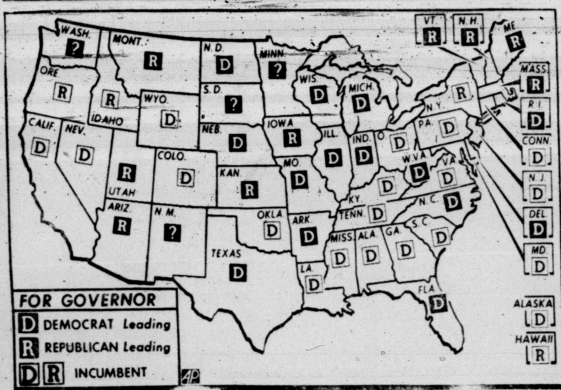 WASH.
?
MONT.
R
N.D.
D
MINN.
?
VT.
R
N.H.
R
ME
R
ORE.
R
IDAHO
R
WYO.
D
S.D.
?
WIS.
D
MICH.
D
N.Y.
R
MASS.
R
R.I.
D
CONN.
D
N.J.
D
DEL
D
MD
D
CALIF.
D
NEV.
D
UTAH
R
COLO.
D
NEB.
D
IOWA
R
ILL.
D
IND.
D
O.
D
PA.
D
W.VA
D
VA.
D
KAN.
R
MO.
D
KY.
D
ARIZ.
R
N.M.
?
OKLA
D
ARK.
D
TENN.
D
N.C.
D
S.C.
D
TEXAS
D
LA.
D
MISS.
D
ALA
D
GA.
D
FLA.
D
ALASKA
D
HAWAII
R
FOR GOVERNOR
D DEMOCRAT Leading
R REPUBLICAN Leading
D R INCUMBENT
AP